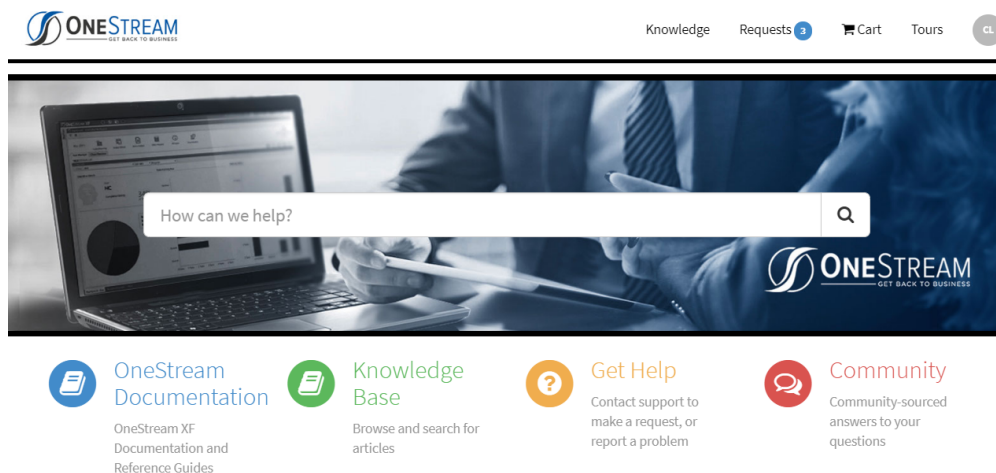 ONESTREAM
GET BACK TO BUSINESS
Knowledge
Requests 3
Cart
Tours
CL
How can we help?
ONESTREAM
GET BACK TO BUSINESS
OneStream
Documentation
OneStream XF
Documentation and
Reference Guides
Knowledge
Base
Browse and search for
articles
Get Help
Contact support to
make a request, or
report a problem
Community
Community-sourced
answers to your
questions